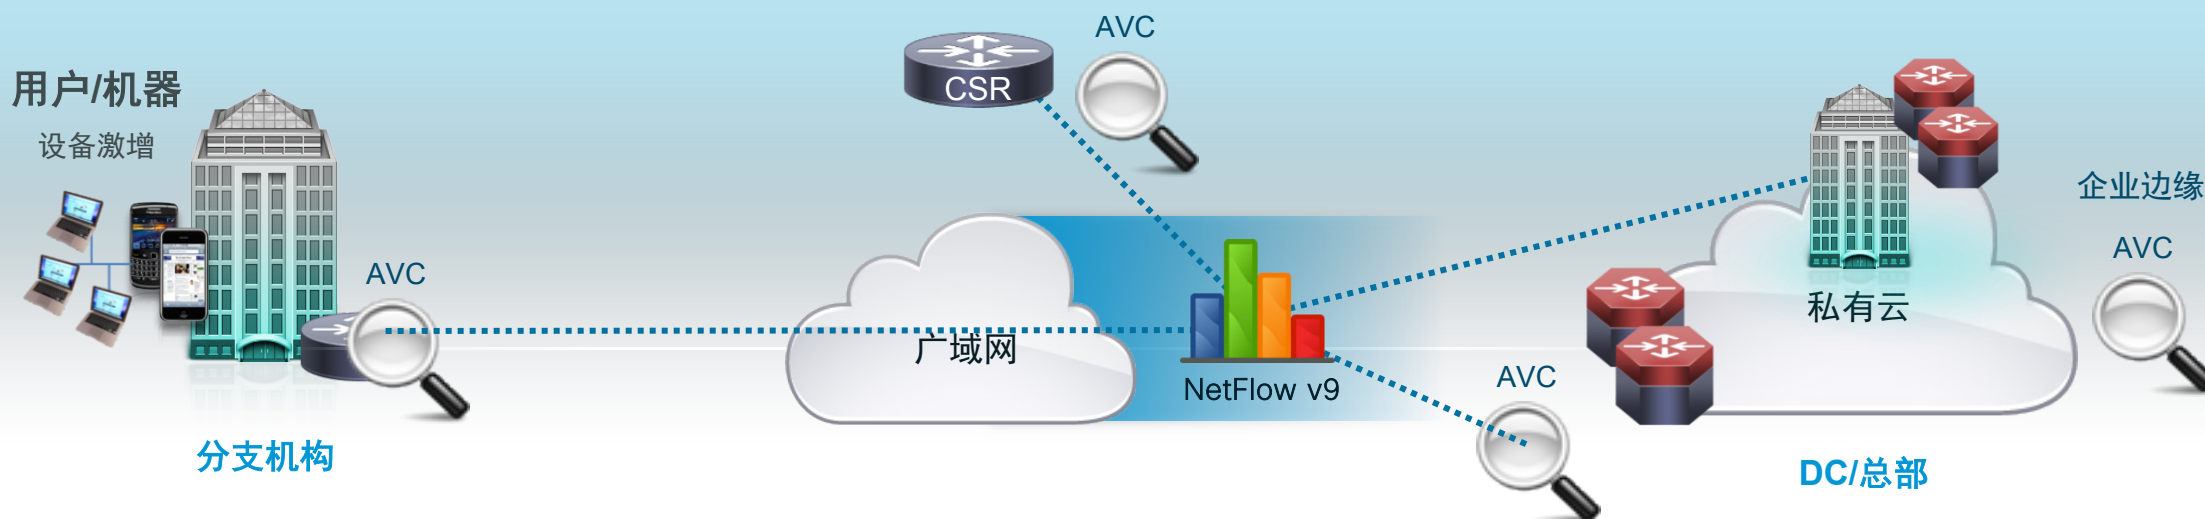 AVC
CSR
用户/机器
设备激增
企业边缘
AVC
AVC
私有云
广域网
NetFlow v9
AVC
分支机构
DC/总部